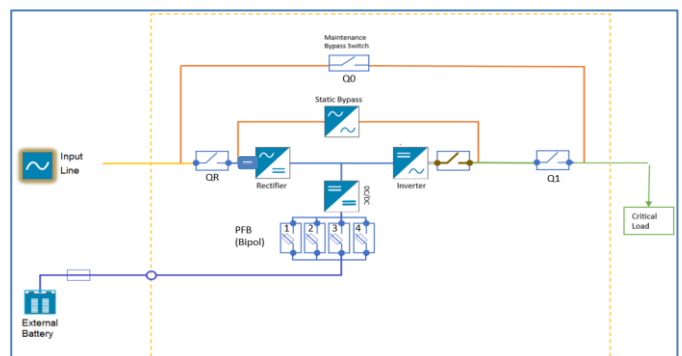 Maintenance
Bypass Switch
Q0
Static Bypass
Input
Line
QR
Rectifier
Inverter
Q1
DC/DC
Critical
Load
PFB
(Bipol)
1 2 3 4
External
Battery